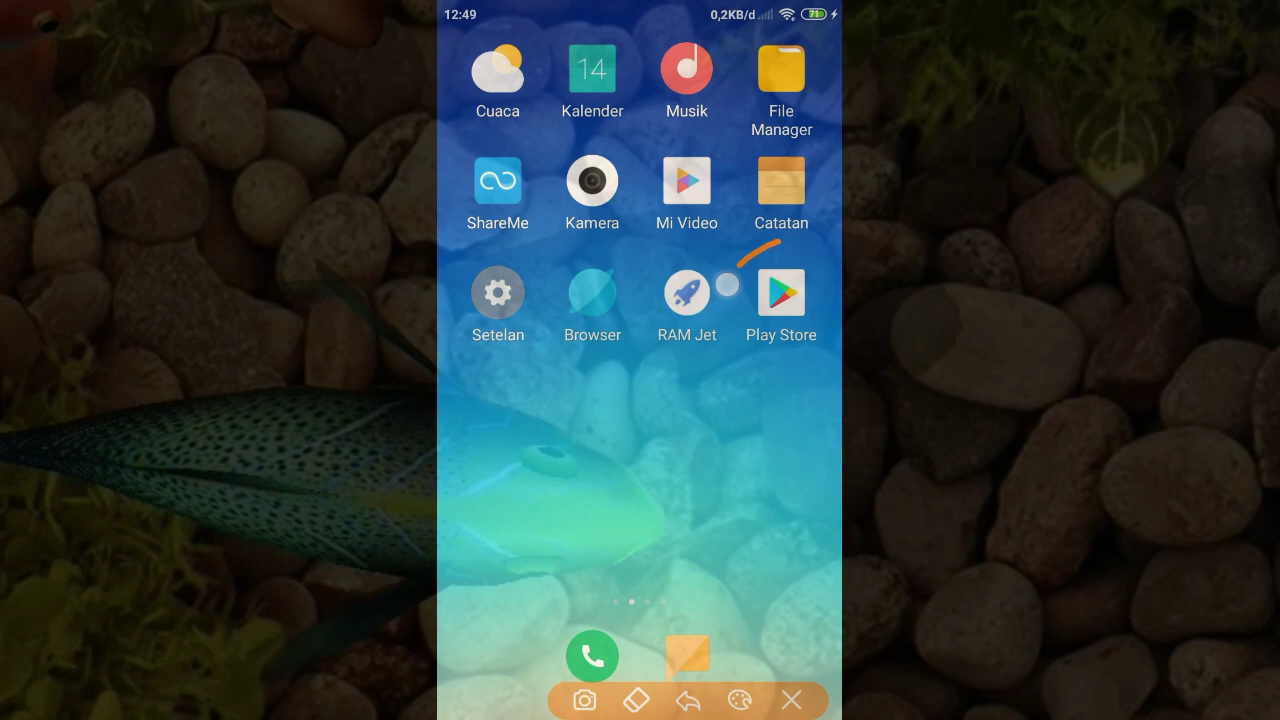 12:49
0,2KB/d
71
14
Cuaca
Kalender
Musik
File
Manager
ShareMe
Kamera
Mi Video
Catatan
Setelan
Browser
RAM Jet
Play Store